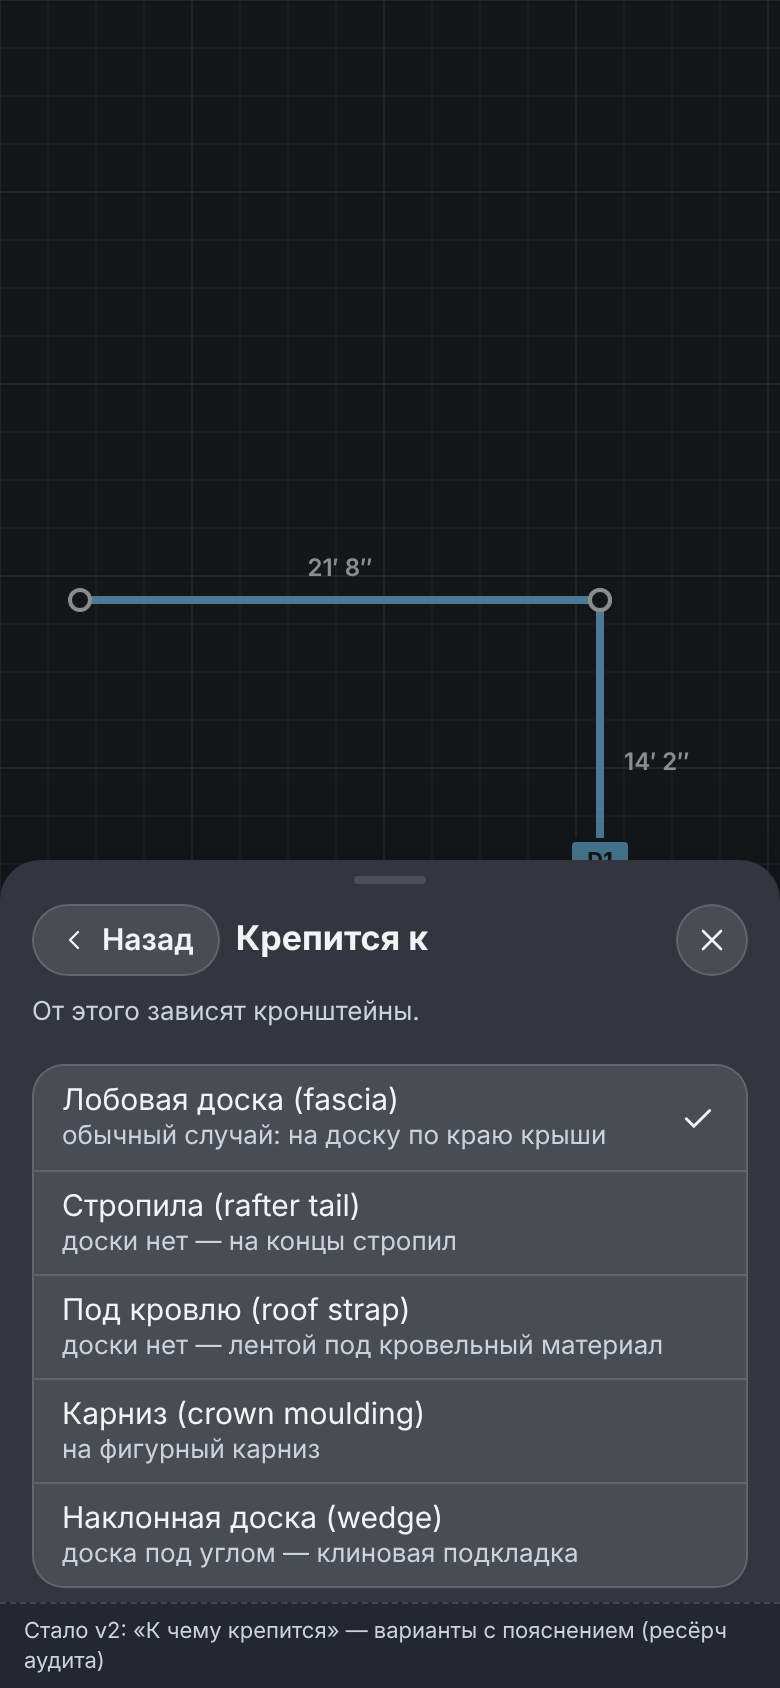 21′ 8″
14′ 2″
D1
Назад
Крепится к
От этого зависят кронштейны.
Лобовая доска (fascia)
обычный случай: на доску по краю крыши
Стропила (rafter tail)
доски нет — на концы стропил
Под кровлю (roof strap)
доски нет — лентой под кровельный материал
Карниз (crown moulding)
на фигурный карниз
Наклонная доска (wedge)
доска под углом — клиновая подкладка
Стало v2: «К чему крепится» — варианты с пояснением (ресёрч
аудита)